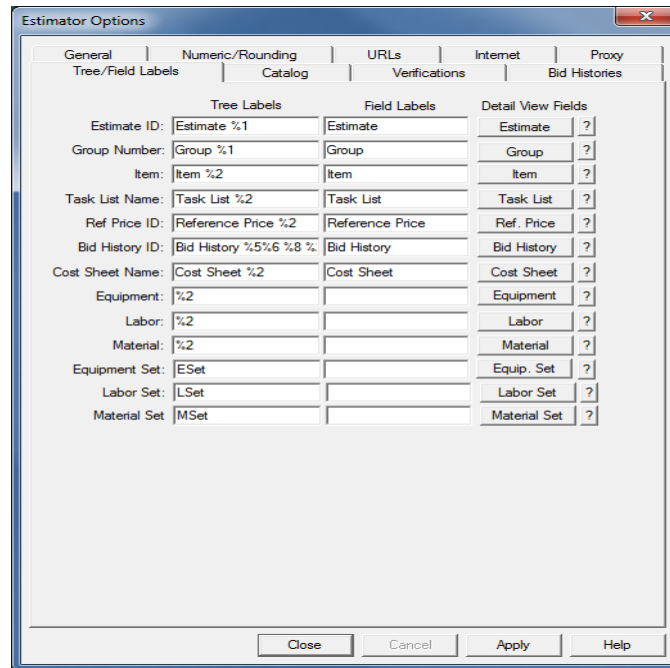 Estimator Options
General Numeric/Rounding URLs Internet Proxy
Tree/Field Labels Catalog Verifications Bid Histories
Tree Labels Field Labels Detail View Fields
Estimate ID: Estimate %1 Estimate Estimate ?
Group Number: Group %1 Group Group ?
Item: Item %2 Item Item ?
Task List Name: Task List %2 Task List Task List ?
Ref Price ID: Reference Price %2 Reference Price Ref. Price ?
Bid History ID: Bid History %5%6 %8 %. Bid History Bid History ?
Cost Sheet Name: Cost Sheet %2 Cost Sheet Cost Sheet ?
Equipment: %2 Equipment ?
Labor: %2 Labor ?
Material: %2 Material ?
Equipment Set: ESet Equip. Set ?
Labor Set: LSet Labor Set ?
Material Set MSet Material Set ?
Close Cancel Apply Help